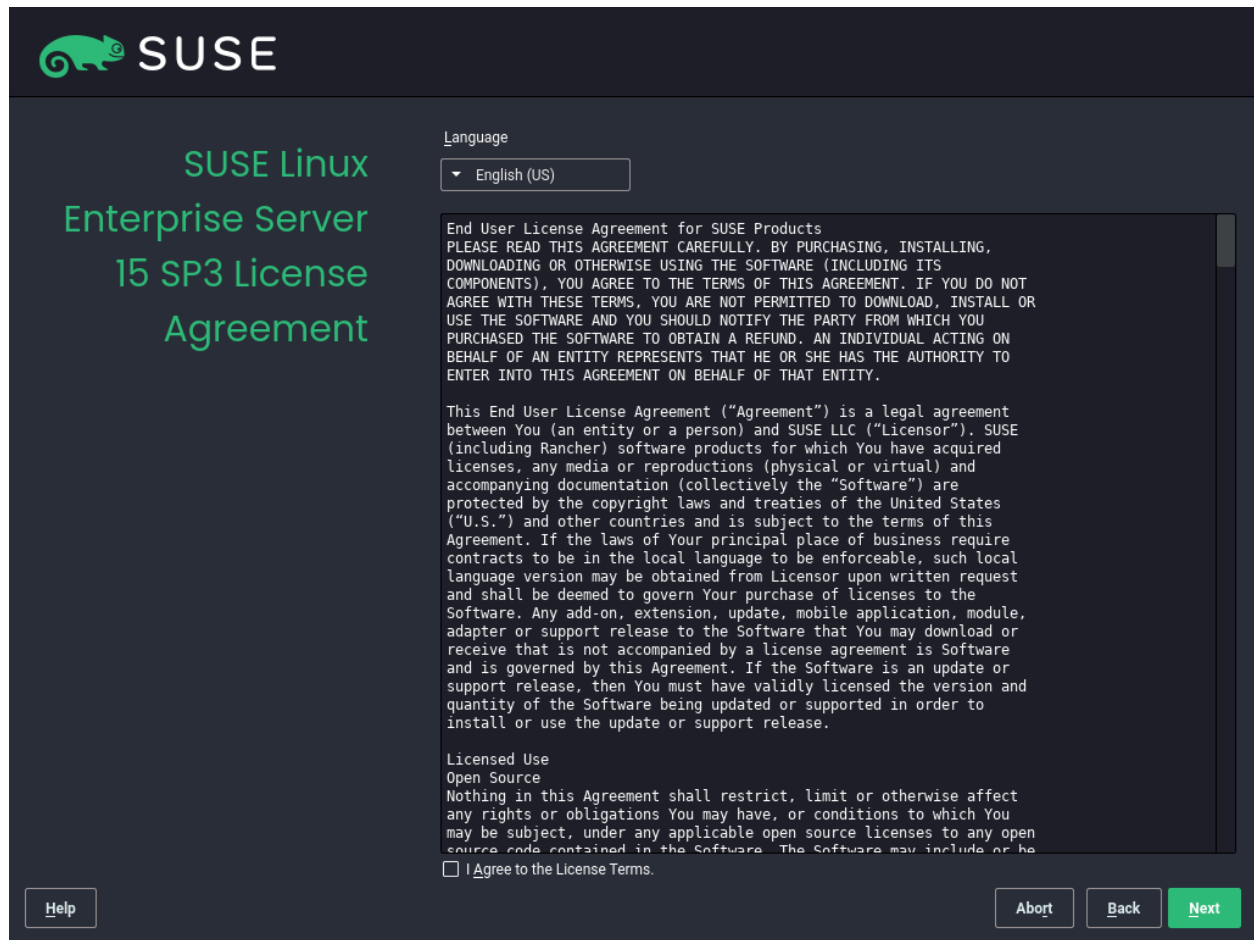 SUSE
SUSE Linux
Enterprise Server
15 SP3 License
Agreement
Language
English (US)
End User License Agreement for SUSE Products
PLEASE READ THIS AGREEMENT CAREFULLY. BY PURCHASING, INSTALLING,
DOWNLOADING OR OTHERWISE USING THE SOFTWARE (INCLUDING ITS
COMPONENTS), YOU AGREE TO THE TERMS OF THIS AGREEMENT. IF YOU DO NOT
AGREE WITH THESE TERMS, YOU ARE NOT PERMITTED TO DOWNLOAD, INSTALL OR
USE THE SOFTWARE AND YOU SHOULD NOTIFY THE PARTY FROM WHICH YOU
PURCHASED THE SOFTWARE TO OBTAIN A REFUND. AN INDIVIDUAL ACTING ON
BEHALF OF AN ENTITY REPRESENTS THAT HE OR SHE HAS THE AUTHORITY TO
ENTER INTO THIS AGREEMENT ON BEHALF OF THAT ENTITY.
This End User License Agreement (“Agreement”) is a legal agreement
between You (an entity or a person) and SUSE LLC (“Licensor”). SUSE
(including Rancher) software products for which You have acquired
licenses, any media or reproductions (physical or virtual) and
accompanying documentation (collectively the “Software”) are
protected by the copyright laws and treaties of the United States
(“U.S.”) and other countries and is subject to the terms of this
Agreement. If the laws of Your principal place of business require
contracts to be in the local language to be enforceable, such local
language version may be obtained from Licensor upon written request
and shall be deemed to govern Your purchase of licenses to the
Software. Any add-on, extension, update, mobile application, module,
adapter or support release to the Software that You may download or
receive that is not accompanied by a license agreement is Software
and is governed by this Agreement. If the Software is an update or
support release, then You must have validly licensed the version and
quantity of the Software being updated or supported in order to
install or use the update or support release.
Licensed Use
Open Source
Nothing in this Agreement shall restrict, limit or otherwise affect
any rights or obligations You may have, or conditions to which You
may be subject, under any applicable open source licenses to any open
source code contained in the Software. The Software may include or be
I Agree to the License Terms.
Help
Abort
Back
Next